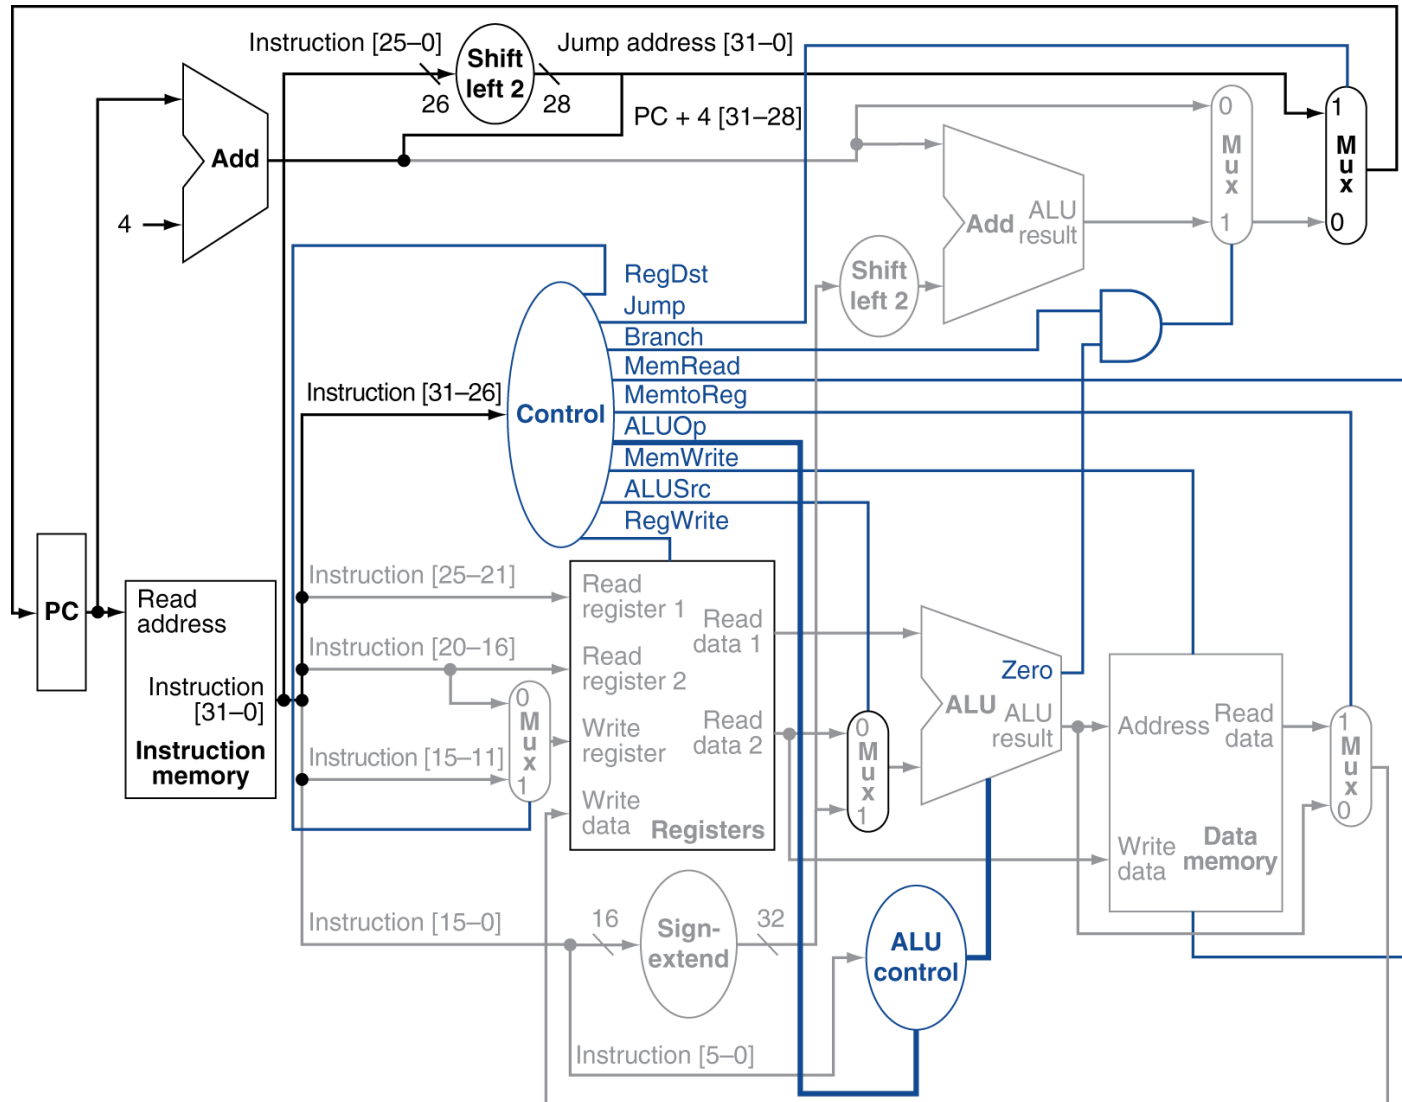 Instruction [25–0]
Shift
left 2
Jump address [31–0]
26
28
PC + 4 [31–28]
Add
4
0
M
u
x
1
1
M
u
x
0
Add
ALU
result
Shift
left 2
RegDst
Jump
Branch
MemRead
MemtoReg
ALUOp
MemWrite
ALUSrc
RegWrite
Instruction [31–26]
Control
PC
Read
address
Instruction
[31–0]
Instruction
memory
Instruction [25–21]
Instruction [20–16]
Instruction [15–11]
0
M
u
x
1
Read
register 1
Read
register 2
Write
register
Write
data
Read
data 1
Read
data 2
Registers
0
M
u
x
1
Zero
ALU
ALU
result
Address
Read
data
Write
data
Data
memory
1
M
u
x
0
Instruction [15–0]
16
Sign-
extend
32
ALU
control
Instruction [5–0]